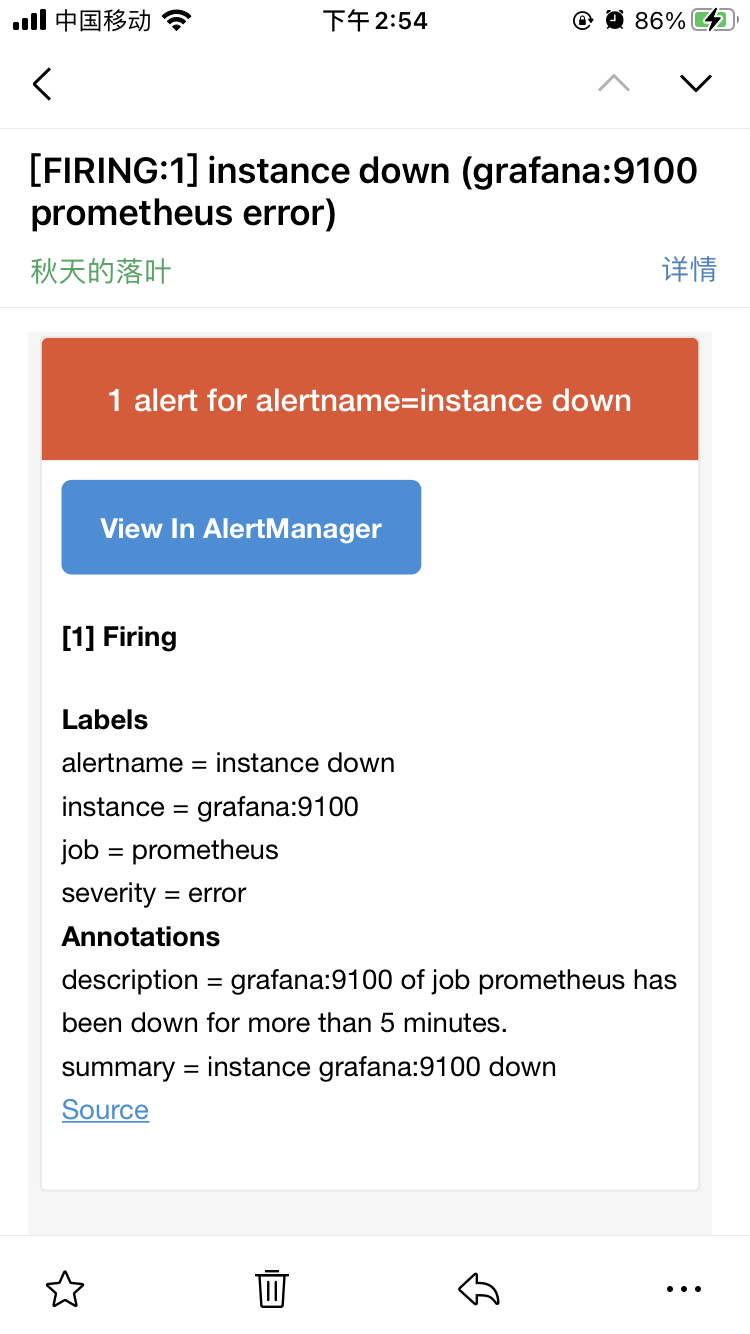 中国移动 下午 2:54 86%
[FIRING:1] instance down (grafana:9100
prometheus error)
秋天的落叶 详情
1 alert for alertname=instance down
View In AlertManager
[1] Firing
Labels
alertname = instance down
instance = grafana:9100
job = prometheus
severity = error
Annotations
description = grafana:9100 of job prometheus has
been down for more than 5 minutes.
summary = instance grafana:9100 down
Source